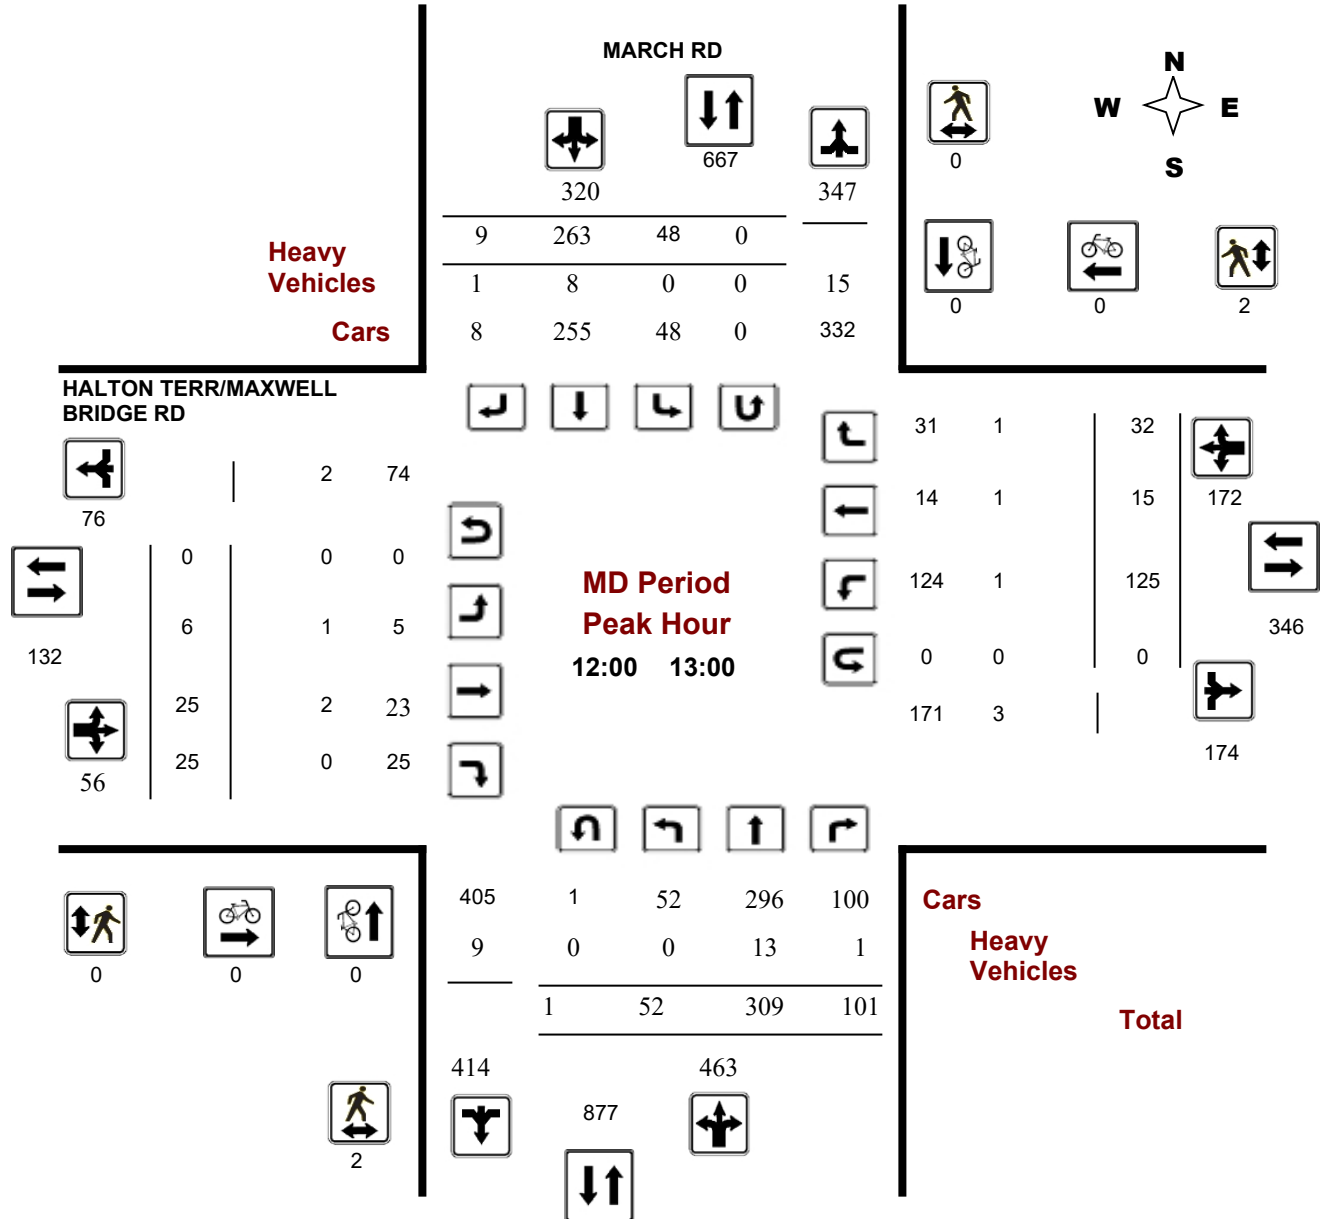 MARCH RD
N
W E
S
667
0
320 347
9 263 48 0
Heavy
Vehicles 1 8 0 0 15
Cars 8 255 48 0 332
0 0 2
HALTON TERR/MAXWELL
BRIDGE RD
31 1 32
2 74
76
14 1 15 172
0 0 0
MD Period
124 1 125
Peak Hour
6 1 5
346
132
12:00 13:00
0 0 0
25 2 23
171 3
174
25 0 25
56
405 1 52 296 100 Cars
9 0 0 13 1 Heavy
Vehicles
0 0 0
1 52 309 101
Total
414 463
877
2